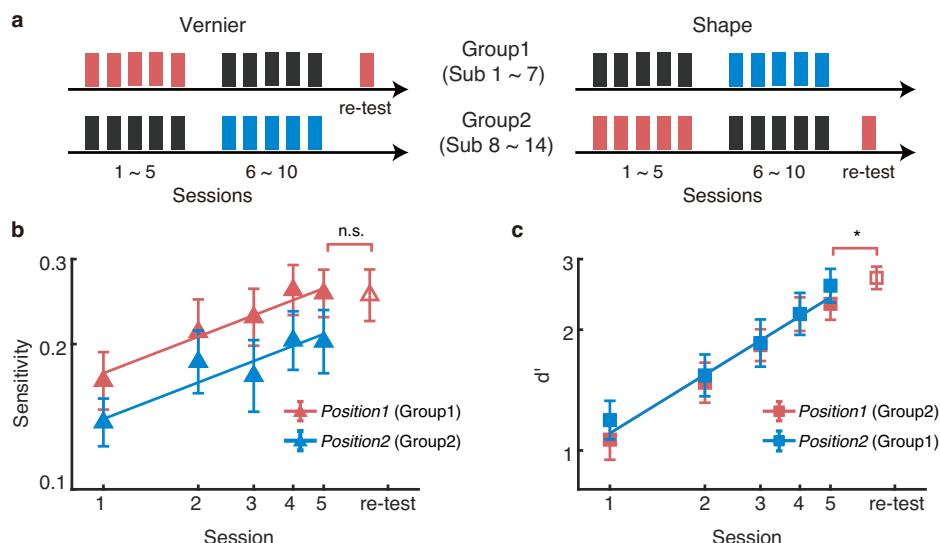 a
Vernier
Shape
Group1
(Sub 1 ~ 7)
re-test
Group2
(Sub 8 ~ 14)
1 ~ 5
6 ~ 10
Sessions
1 ~ 5
6 ~ 10
re-test
Sessions
b
n.s.
0.3
0.2
0.1
Sensitivity
Position1 (Group1)
Position2 (Group2)
1
2
3
4
5
re-test
Session
c
*
3
2
1
d'
Position1 (Group2)
Position2 (Group1)
1
2
3
4
5
re-test
Session